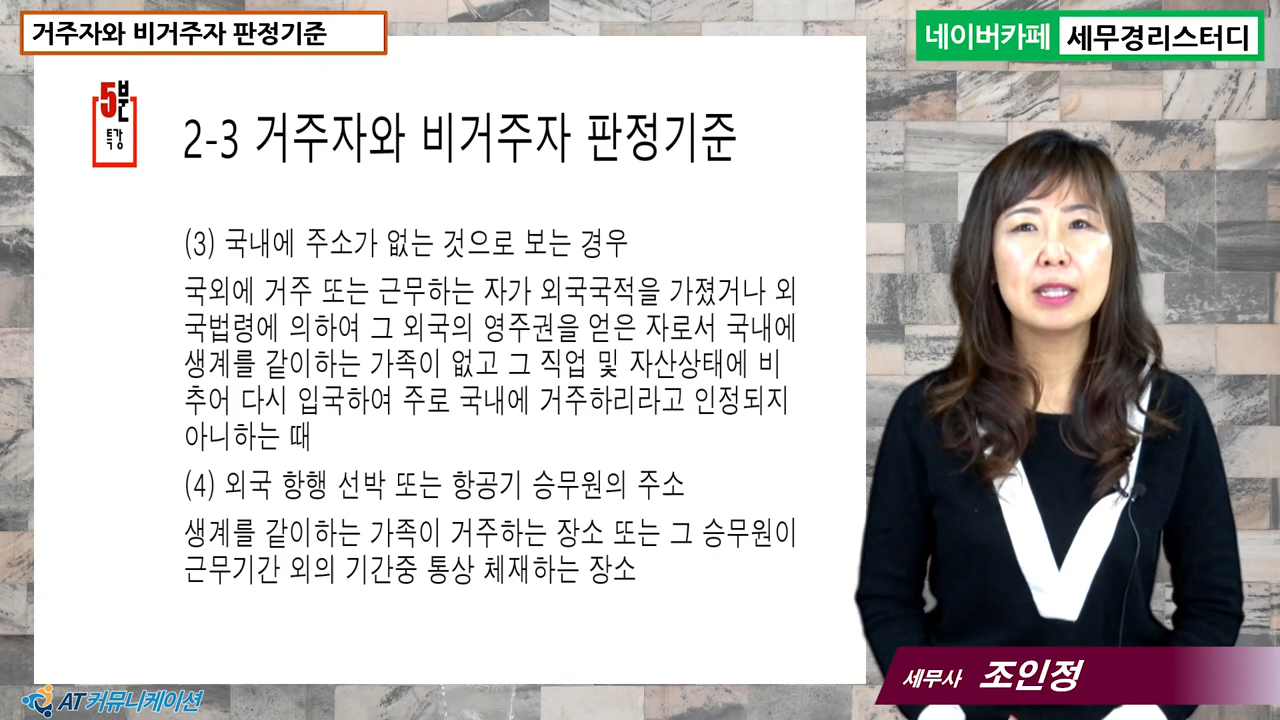 거주자와 비거주자 판정기준
네이버카페 세무경리스터디
5분
특강
2-3 거주자와 비거주자 판정기준
(3) 국내에 주소가 없는 것으로 보는 경우
국외에 거주 또는 근무하는 자가 외국국적을 가졌거나 외
국법령에 의하여 그 외국의 영주권을 얻은 자로서 국내에
생계를 같이하는 가족이 없고 그 직업 및 자산상태에 비
추어 다시 입국하여 주로 국내에 거주하리라고 인정되지
아니하는 때
(4) 외국 항행 선박 또는 항공기 승무원의 주소
생계를 같이하는 가족이 거주하는 장소 또는 그 승무원이
근무기간 외의 기간중 통상 체재하는 장소
세무사 조인정
AT커뮤니케이션